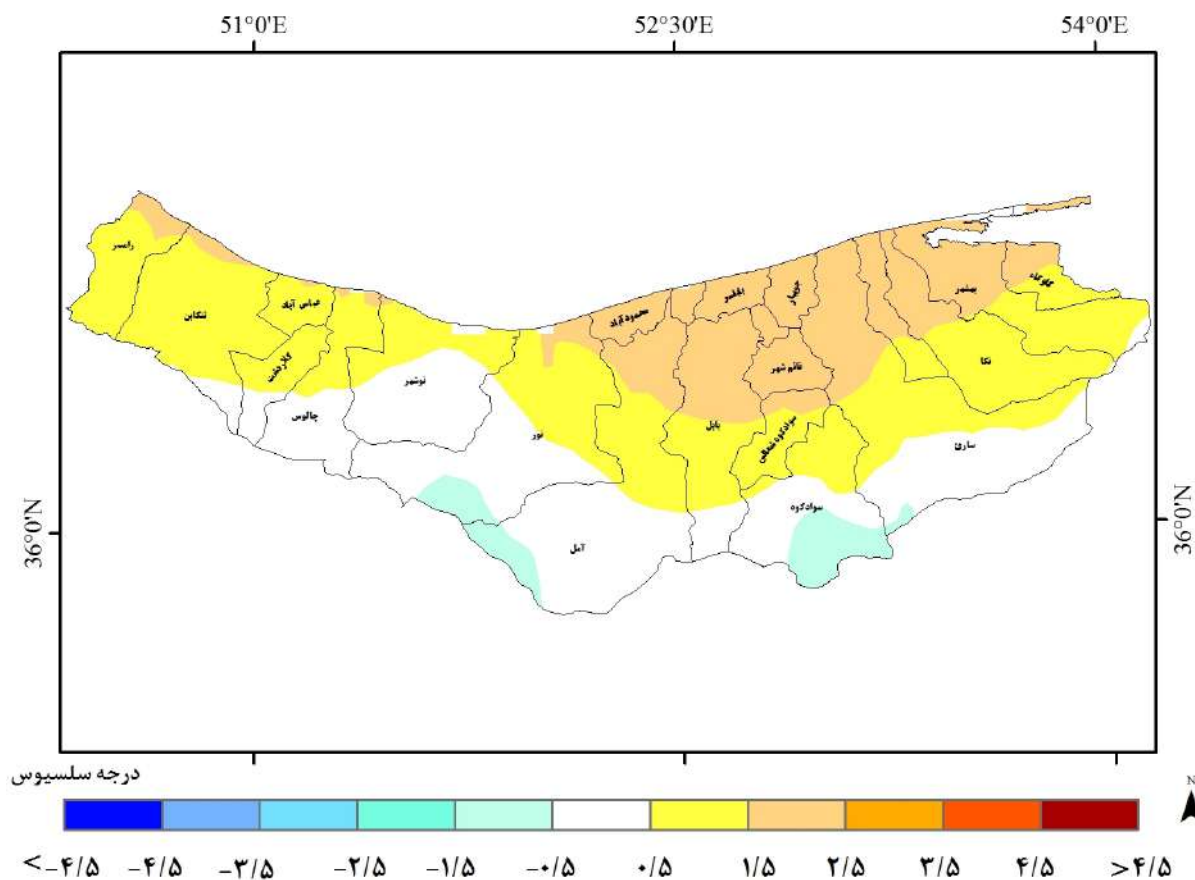 51°0'E 52°30'E 54°0'E
رامسر
تنکابن
عباس آباد
کلاردشت
چالوس
نوشهر
نور
آمل
محمودآباد
بابلسر
جویبار
قائم شهر
بابل
سوادکوه شمالی
سوادکوه
بهشهر
گلوگاه
نکا
ساری
36°0'N 36°0'N
درجه سلسیوس
N
<-۴/۵ -۴/۵ -۳/۵ -۲/۵ -۱/۵ -۰/۵ ۰/۵ ۱/۵ ۲/۵ ۳/۵ ۴/۵ >۴/۵